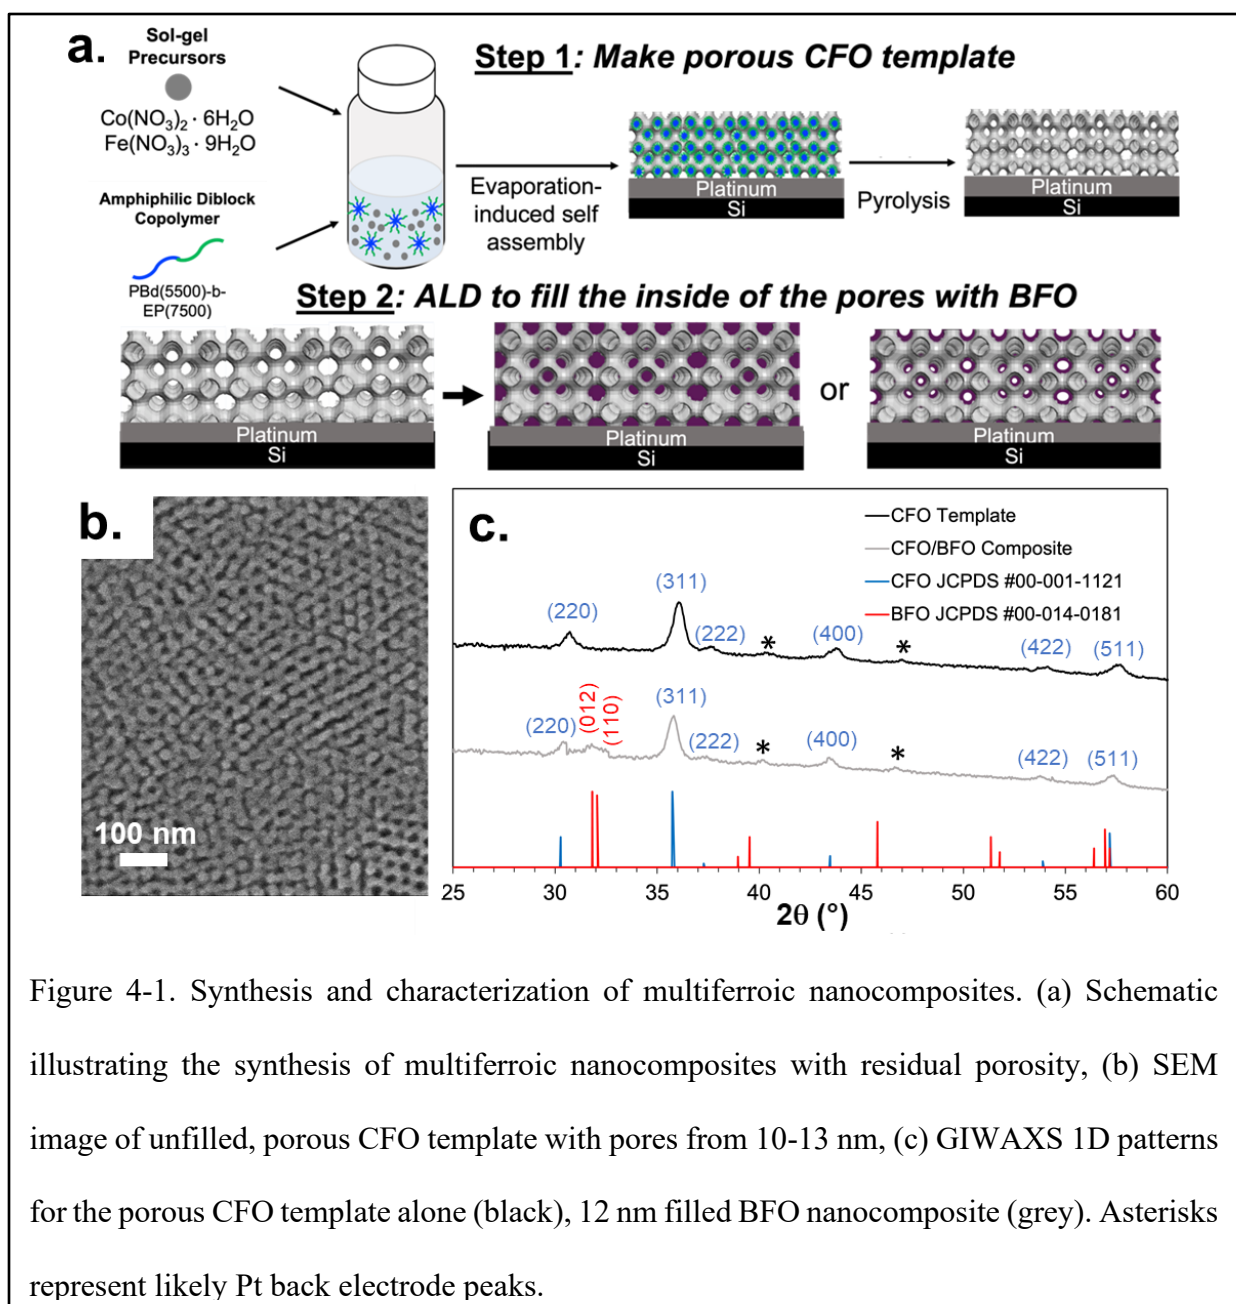 a.
Sol-gel
Precursors
Co(NO₃)₂ · 6H₂O
Fe(NO₃)₃ · 9H₂O
Amphiphilic Diblock
Copolymer
PBd(5500)-b-
EP(7500)
Step 1: Make porous CFO template
Evaporation-
induced self
assembly
Platinum
Si
Pyrolysis
Platinum
Si
Step 2: ALD to fill the inside of the pores with BFO
Platinum
Si
Platinum
Si
or
Platinum
Si
b.
100 nm
c.
CFO Template
CFO/BFO Composite
CFO JCPDS #00-001-1121
BFO JCPDS #00-014-0181
(220)
(311)
(222)
*
(400)
*
(422)
(511)
(220)
(012)
(110)
(311)
(222)
*
(400)
*
(422)
(511)
25 30 35 40 45 50 55 60
2θ (°)
Figure 4-1. Synthesis and characterization of multiferroic nanocomposites. (a) Schematic
illustrating the synthesis of multiferroic nanocomposites with residual porosity, (b) SEM
image of unfilled, porous CFO template with pores from 10-13 nm, (c) GIWAXS 1D patterns
for the porous CFO template alone (black), 12 nm filled BFO nanocomposite (grey). Asterisks
represent likely Pt back electrode peaks.